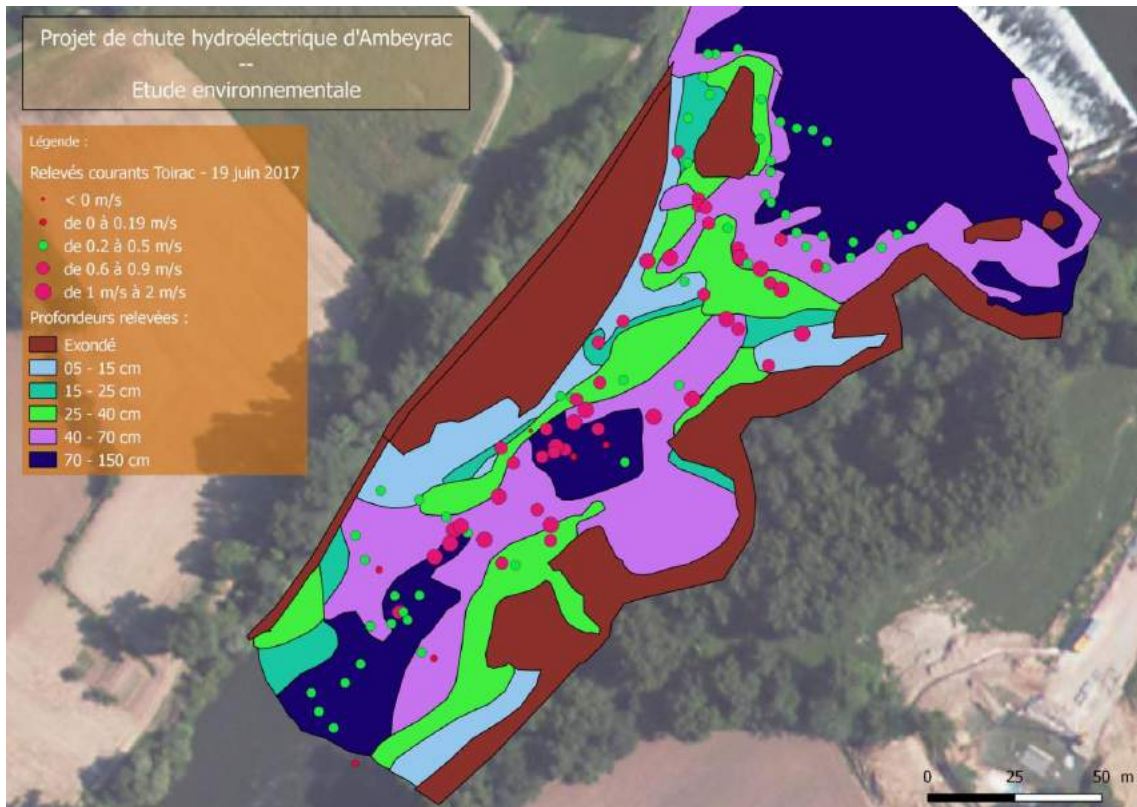 Projet de chute hydroélectrique d'Ambeyrac
--
Etude environnementale
Légende :
Relevés courants Toirac - 19 juin 2017
< 0 m/s
de 0 à 0.19 m/s
de 0.2 à 0.5 m/s
de 0.6 à 0.9 m/s
de 1 m/s à 2 m/s
Profondeurs relevées :
Exondé
05 - 15 cm
15 - 25 cm
25 - 40 cm
40 - 70 cm
70 - 150 cm
0 25 50 m